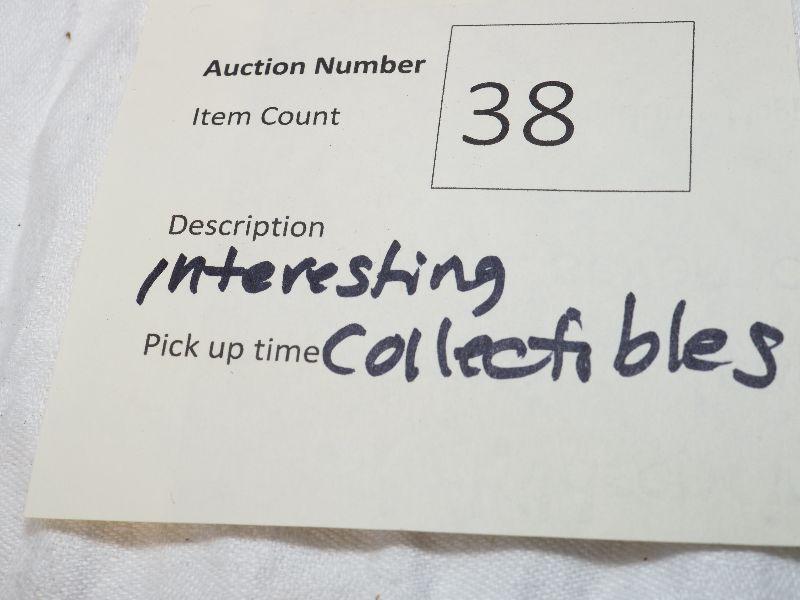 Auction Number
38
Item Count
Description
interesting
Pick up time Collectibles